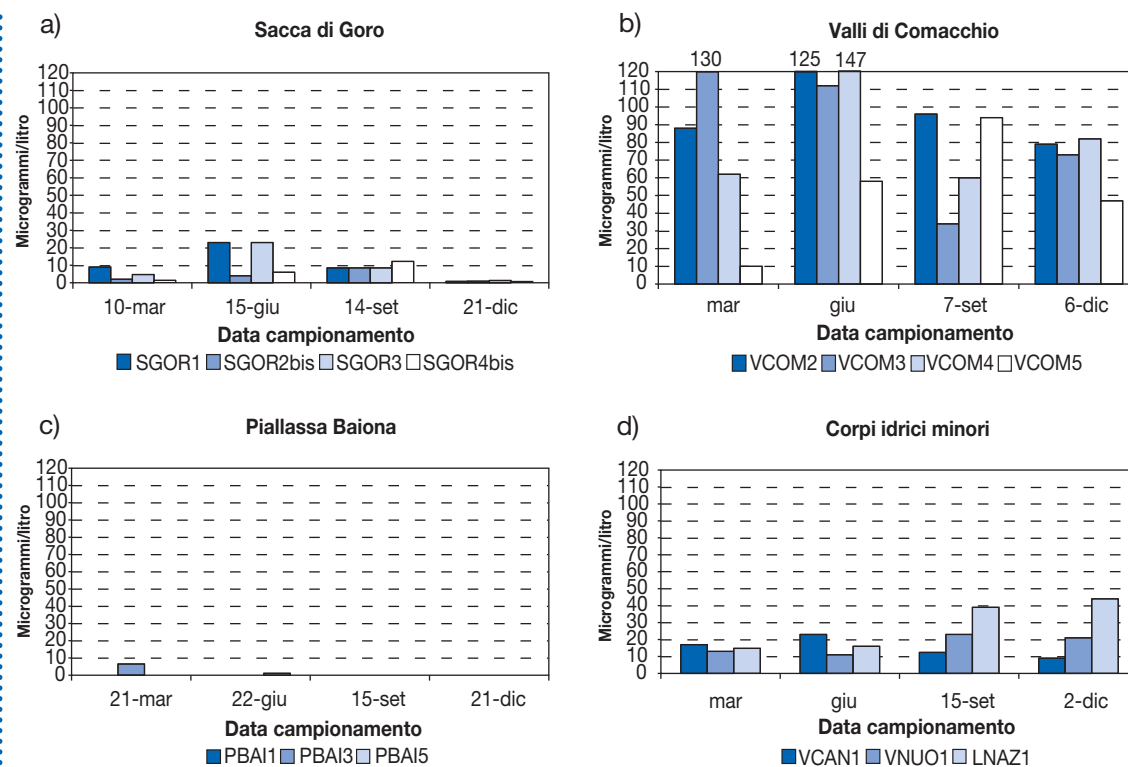 a)
Sacca di Goro
Microgrammi/litro
120
110
100
90
80
70
60
50
40
30
20
10
0
10-mar 15-giu 14-set 21-dic
Data campionamento
SGOR1 SGOR2bis SGOR3 SGOR4bis
b)
Valli di Comacchio
130 125 147
Microgrammi/litro
120
110
100
90
80
70
60
50
40
30
20
10
0
mar giu 7-set 6-dic
Data campionamento
VCOM2 VCOM3 VCOM4 VCOM5
c)
Piallassa Baiona
Microgrammi/litro
120
110
100
90
80
70
60
50
40
30
20
10
0
21-mar 22-giu 15-set 21-dic
Data campionamento
PBAI1 PBAI3 PBAI5
d)
Corpi idrici minori
Microgrammi/litro
120
110
100
90
80
70
60
50
40
30
20
10
0
mar giu 15-set 2-dic
Data campionamento
VCAN1 VNUO1 LNAZ1